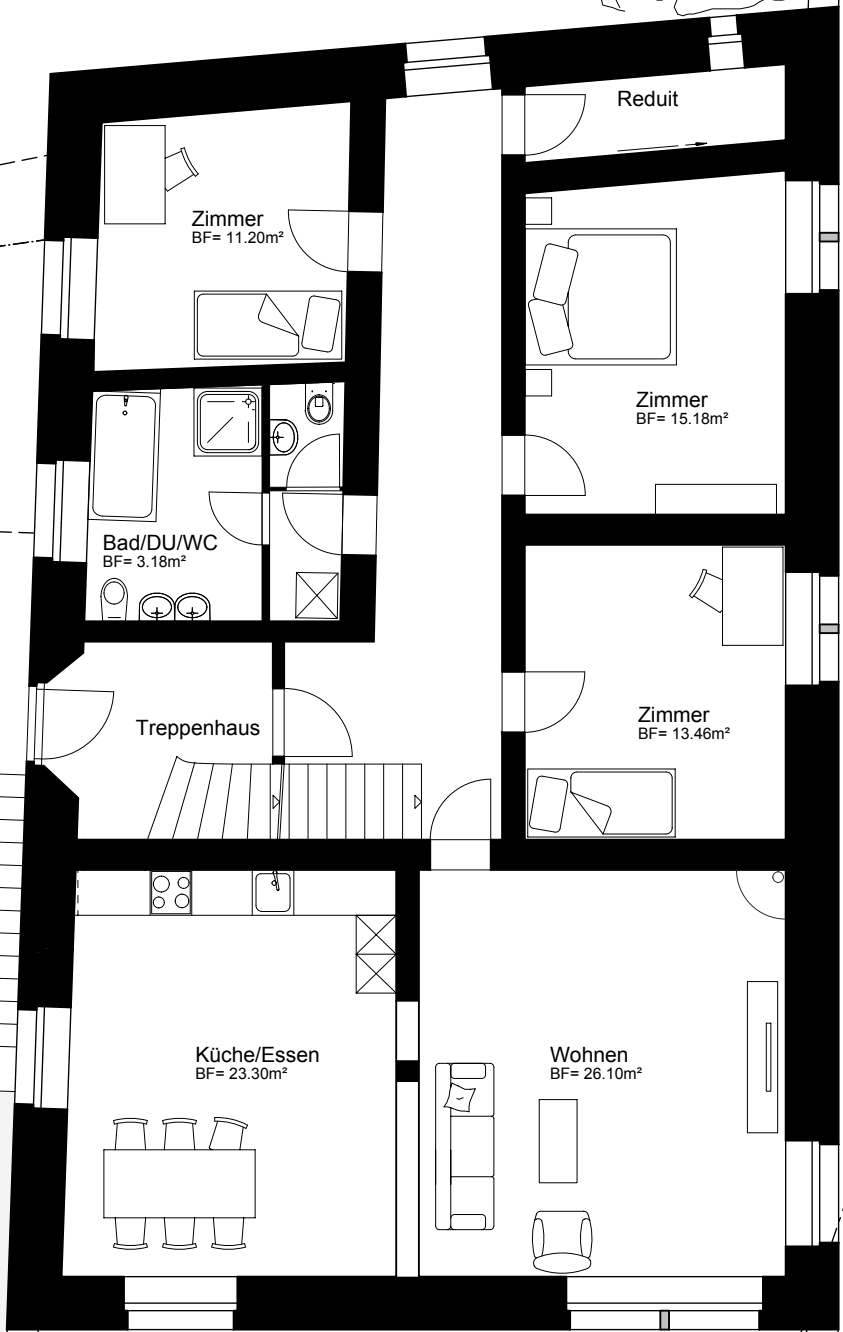 Reduit
Zimmer
BF= 11.20m²
Zimmer
BF= 15.18m²
Bad/DU/WC
BF= 3.18m²
Zimmer
BF= 13.46m²
Treppenhaus
Küche/Essen
BF= 23.30m²
Wohnen
BF= 26.10m²